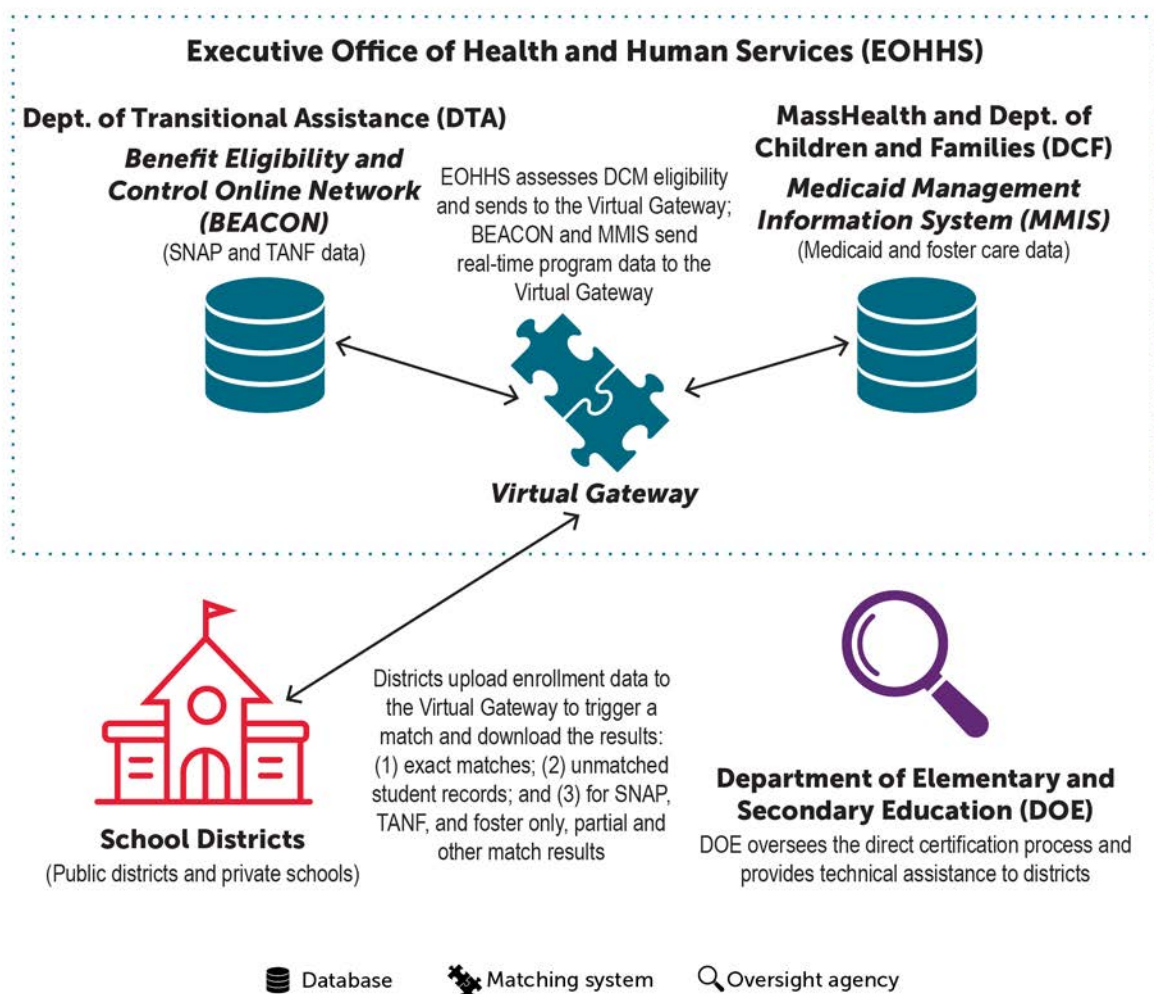 Executive Office of Health and Human Services (EOHHS)
Dept. of Transitional Assistance (DTA)
Benefit Eligibility and
Control Online Network
(BEACON)
(SNAP and TANF data)
EOHHS assesses DCM eligibility
and sends to the Virtual Gateway;
BEACON and MMIS send
real-time program data to the
Virtual Gateway
MassHealth and Dept. of
Children and Families (DCF)
Medicaid Management
Information System (MMIS)
(Medicaid and foster care data)
Virtual Gateway
School Districts
(Public districts and private schools)
Districts upload enrollment data to
the Virtual Gateway to trigger a
match and download the results:
(1) exact matches; (2) unmatched
student records; and (3) for SNAP,
TANF, and foster only, partial and
other match results
Department of Elementary and
Secondary Education (DOE)
DOE oversees the direct certification process and
provides technical assistance to districts
Database
Matching system
Oversight agency